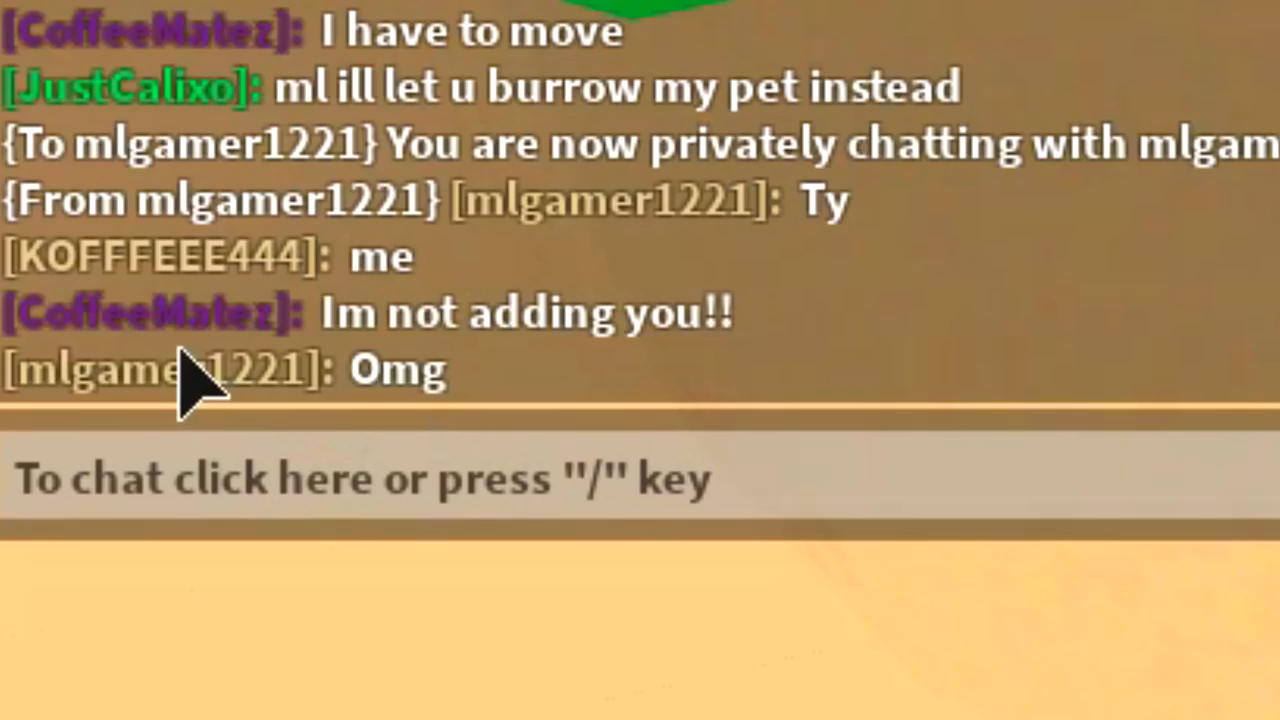 [CoffeeMatez]: I have to move
[JustCalixo]: ml ill let u burrow my pet instead
{To mlgamer1221} You are now privately chatting with mlgam
{From mlgamer1221} [mlgamer1221]: Ty
[KOFFFEEE444]: me
[CoffeeMatez]: Im not adding you!!
[mlgamer1221]: Omg
To chat click here or press "/" key